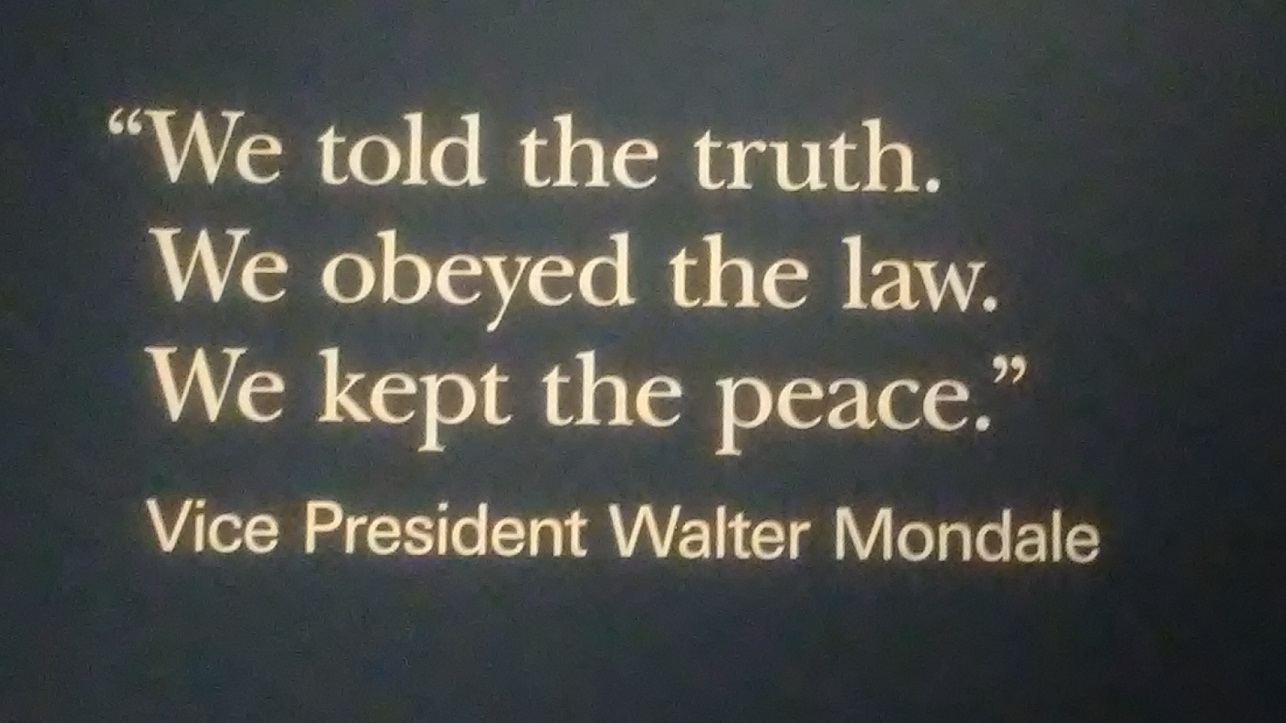 “We told the truth.
We obeyed the law.
We kept the peace.”
Vice President Walter Mondale